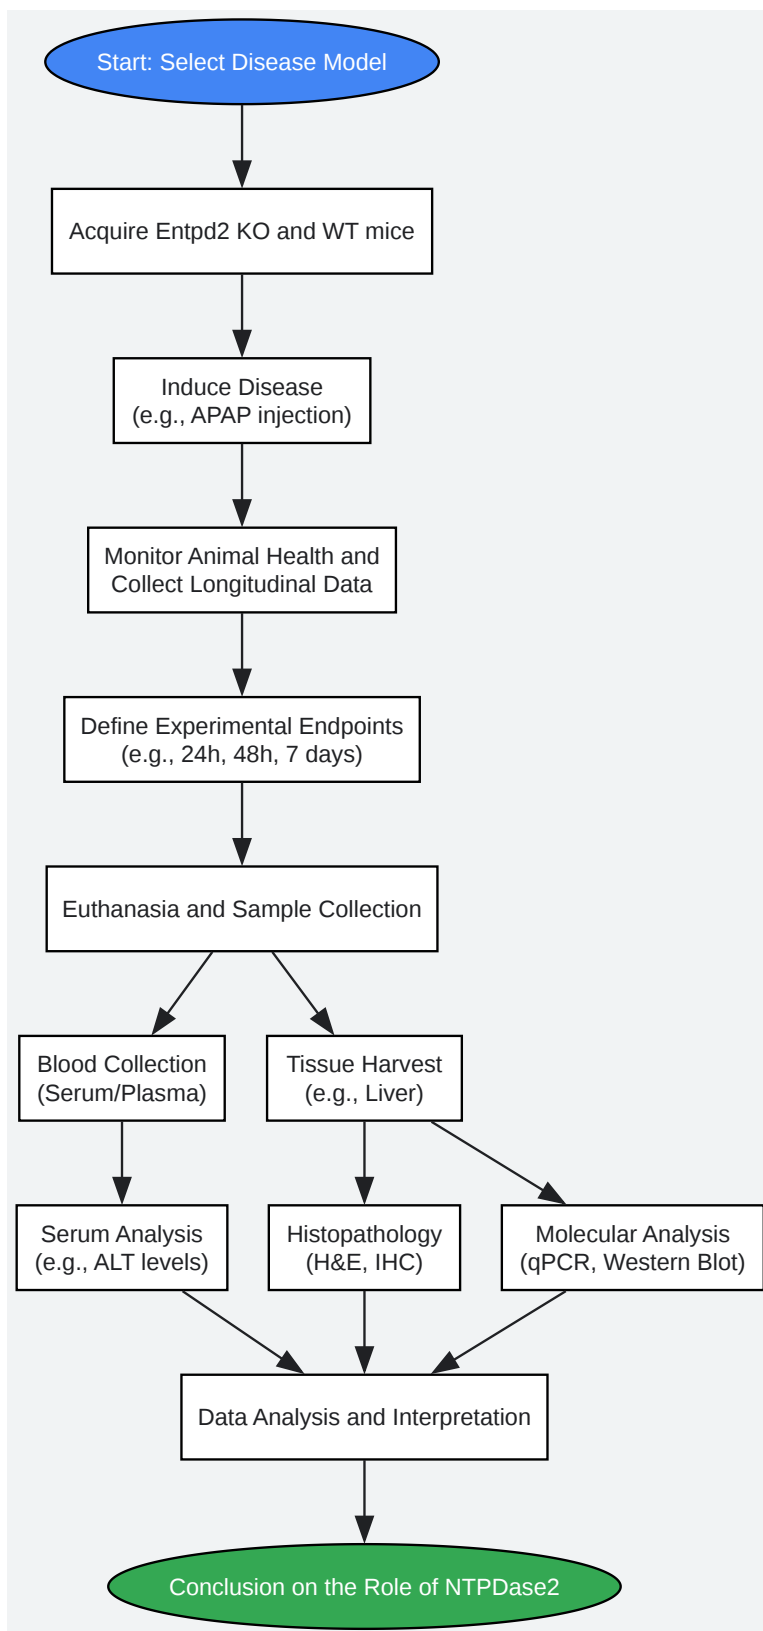 Start: Select Disease Model
Acquire Entpd2 KO and WT mice
Induce Disease
(e.g., APAP injection)
Monitor Animal Health and
Collect Longitudinal Data
Define Experimental Endpoints
(e.g., 24h, 48h, 7 days)
Euthanasia and Sample Collection
Blood Collection
(Serum/Plasma)
Tissue Harvest
(e.g., Liver)
Serum Analysis
(e.g., ALT levels)
Histopathology
(H&E, IHC)
Molecular Analysis
(qPCR, Western Blot)
Data Analysis and Interpretation
Conclusion on the Role of NTPDase2